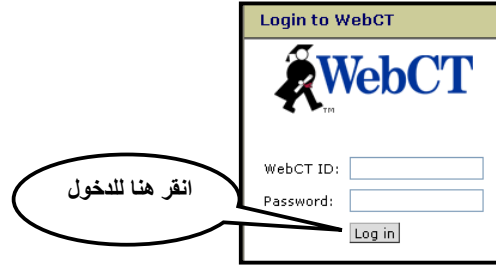 Login to WebCT
WebCT
TM
WebCT ID:
Password:
انقر هنا للدخول
Log in